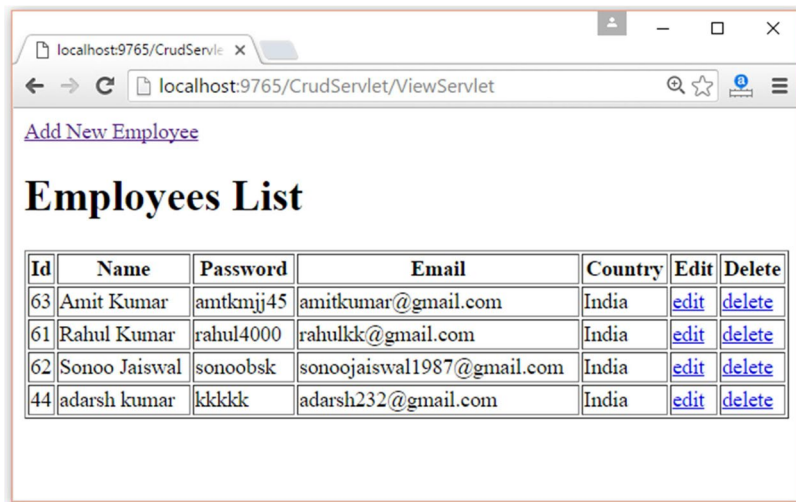 localhost:9765/CrudServle
localhost:9765/CrudServlet/ViewServlet
Add New Employee
Employees List
Id Name Password Email Country Edit Delete
63 Amit Kumar amtkmjj45 amitkumar@gmail.com India edit delete
61 Rahul Kumar rahul4000 rahulkk@gmail.com India edit delete
62 Sonoo Jaiswal sonoobsk sonoojaiswal1987@gmail.com India edit delete
44 adarsh kumar kkkkk adarsh232@gmail.com India edit delete